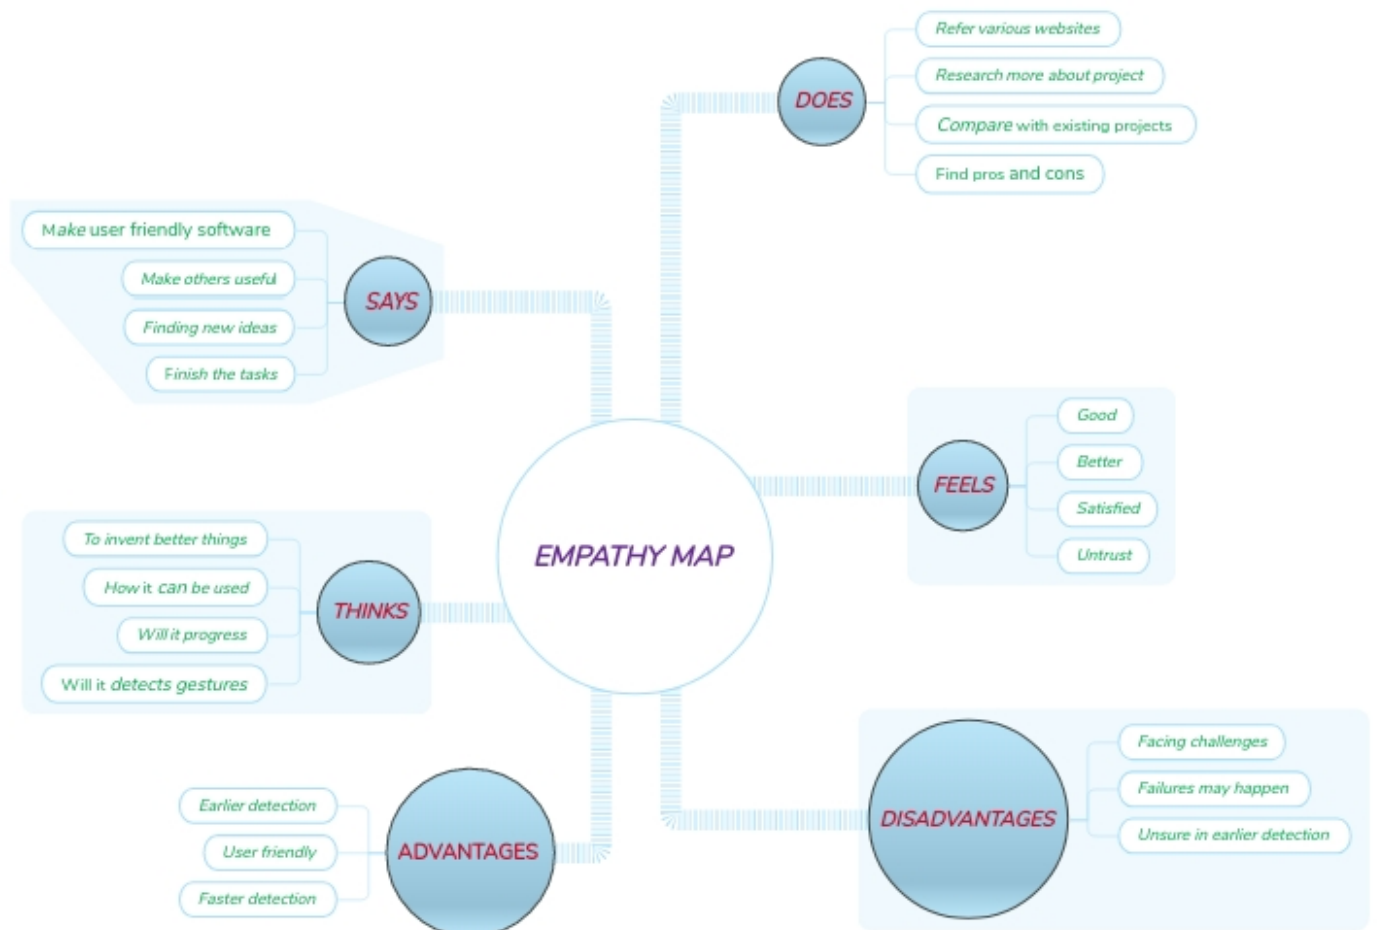 DOES
Refer various websites
Research more about project
Compare with existing projects
Find pros and cons
SAYS
Make user friendly software
Make others useful
Finding new ideas
Finish the tasks
FEELS
Good
Better
Satisfied
Untrust
EMPATHY MAP
THINKS
To invent better things
How it can be used
Will it progress
Will it detects gestures
DISADVANTAGES
Facing challenges
Failures may happen
Unsure in earlier detection
ADVANTAGES
Earlier detection
User friendly
Faster detection